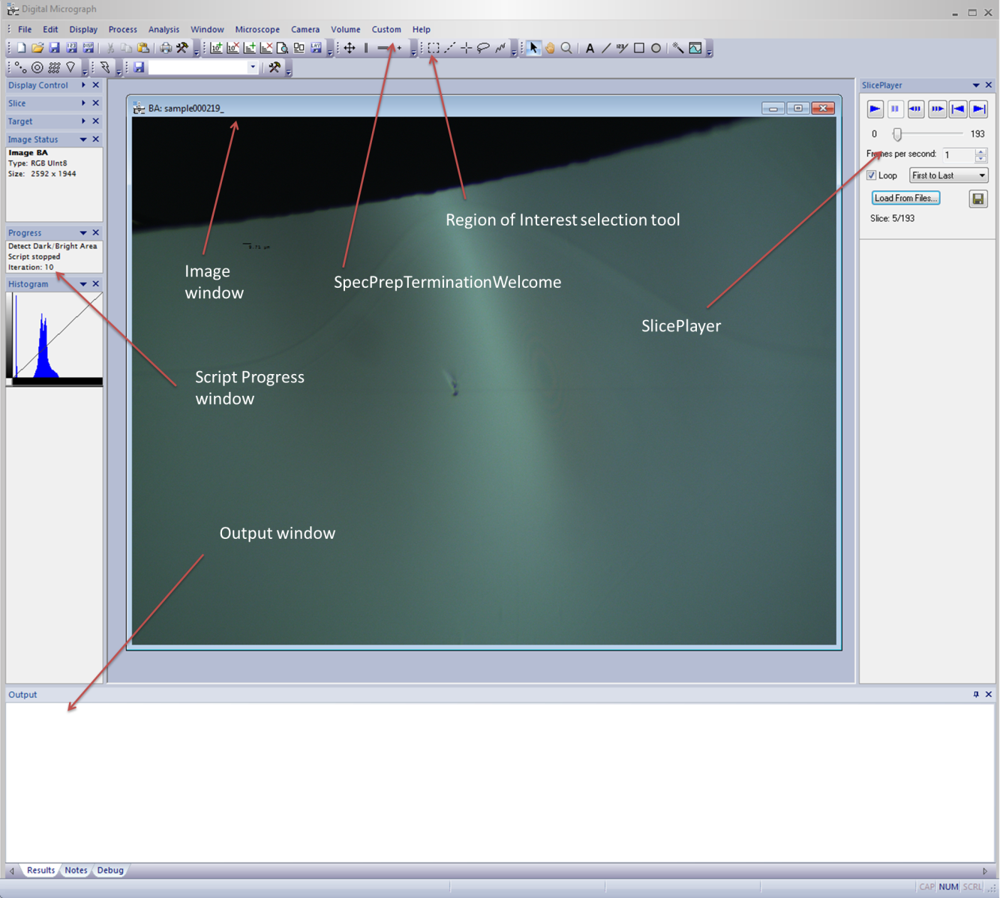 Digital Micrograph
File Edit Display Process Analysis Window Microscope Camera Volume Custom Help
Display Control
Slice
Target
Image Status
Image BA
Type: RGB UInt8
Size: 2592 x 1944
Progress
Detect Dark/Bright Area
Script stopped
Iteration: 10
Histogram
BA: sample000219_
Region of Interest selection tool
Image
window
SpecPrepTerminationWelcome
SlicePlayer
Script Progress
window
Output window
SlicePlayer
0 193
Frames per second: 1
Loop First to Last
Load From Files...
Slice: 5/193
Output
Results Notes Debug
CAP NUM SCRL